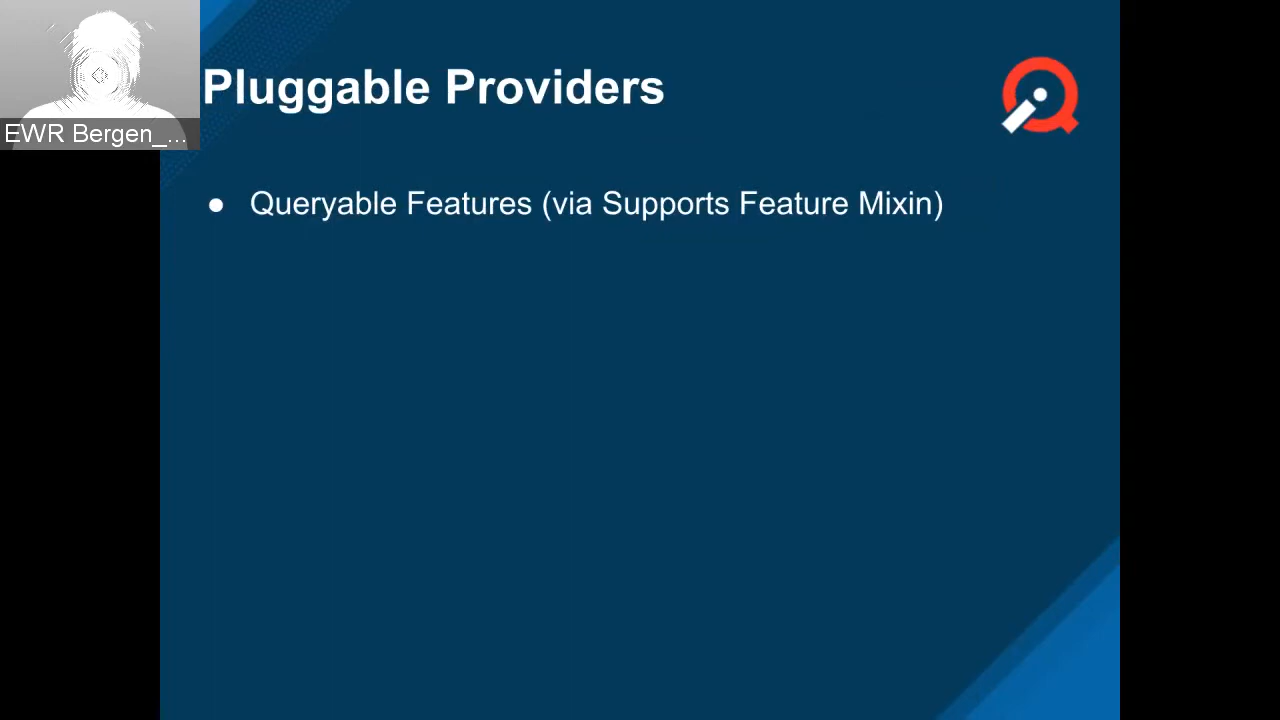 Pluggable Providers
EWR Bergen_...
● Queryable Features (via Supports Feature Mixin)